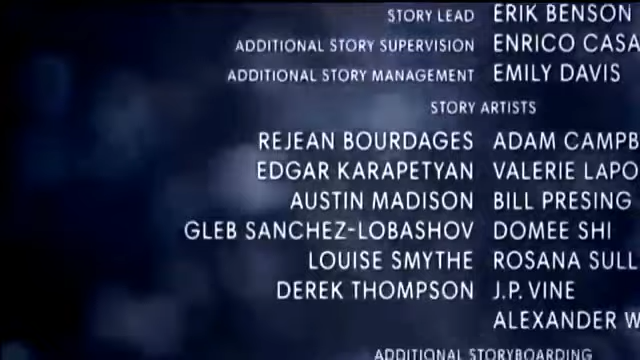 STORY LEAD ERIK BENSON
ADDITIONAL STORY SUPERVISION ENRICO CASA
ADDITIONAL STORY MANAGEMENT EMILY DAVIS
STORY ARTISTS
REJEAN BOURDAGES ADAM CAMPB
EDGAR KARAPETYAN VALERIE LAPO
AUSTIN MADISON BILL PRESING
GLEB SANCHEZ-LOBASHOV DOMEE SHI
LOUISE SMYTHE ROSANA SULL
DEREK THOMPSON J.P. VINE
ALEXANDER W
ADDITIONAL STORYBOARDING